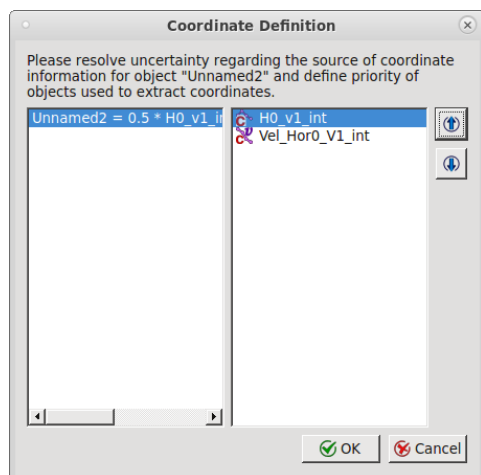 Coordinate Definition
Please resolve uncertainty regarding the source of coordinate
information for object "Unnamed2" and define priority of
objects used to extract coordinates.
Unnamed2 = 0.5 * H0_v1_in
H0_v1_int
Vel_Hor0_V1_int
OK
Cancel